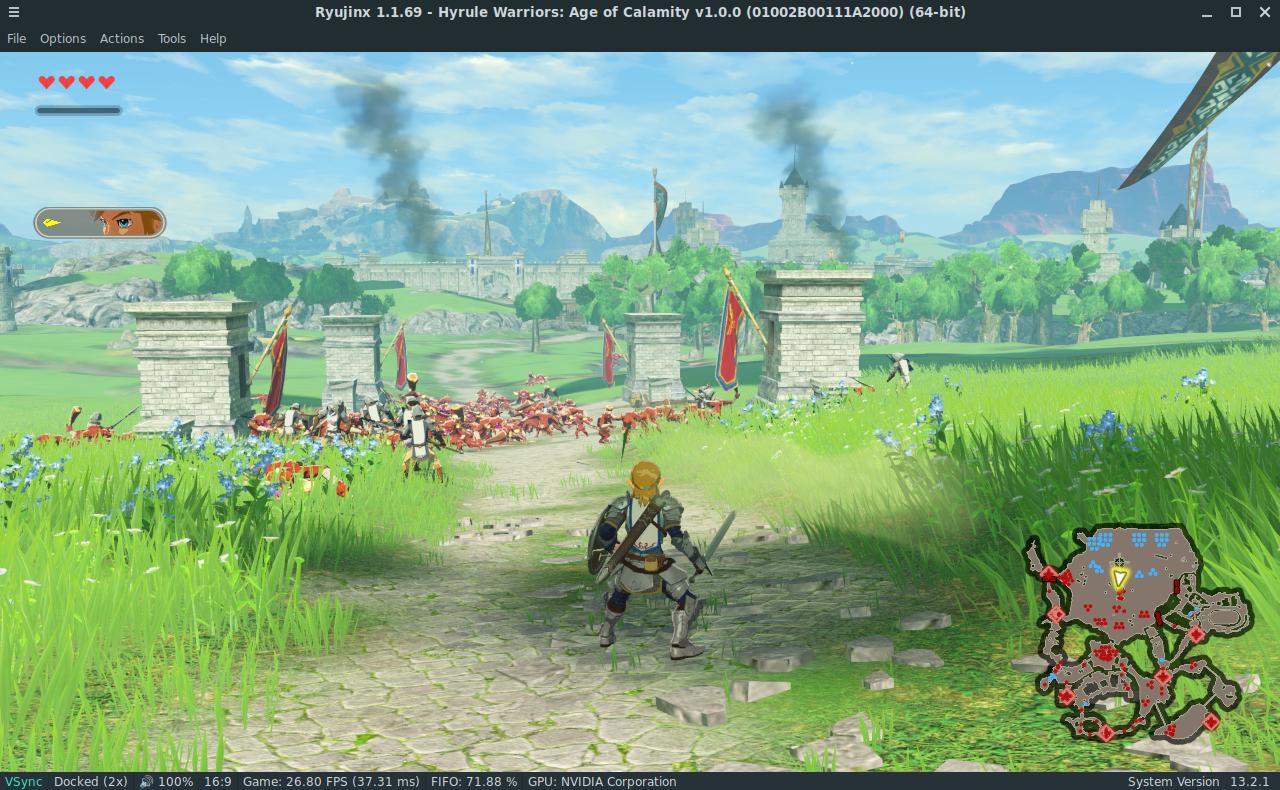 Ryujinx 1.1.69 - Hyrule Warriors: Age of Calamity v1.0.0 (01002B00111A2000) (64-bit)
File Options Actions Tools Help
VSync Docked (2x) 100% 16:9 Game: 26.80 FPS (37.31 ms) FIFO: 71.88 % GPU: NVIDIA Corporation System Version 13.2.1